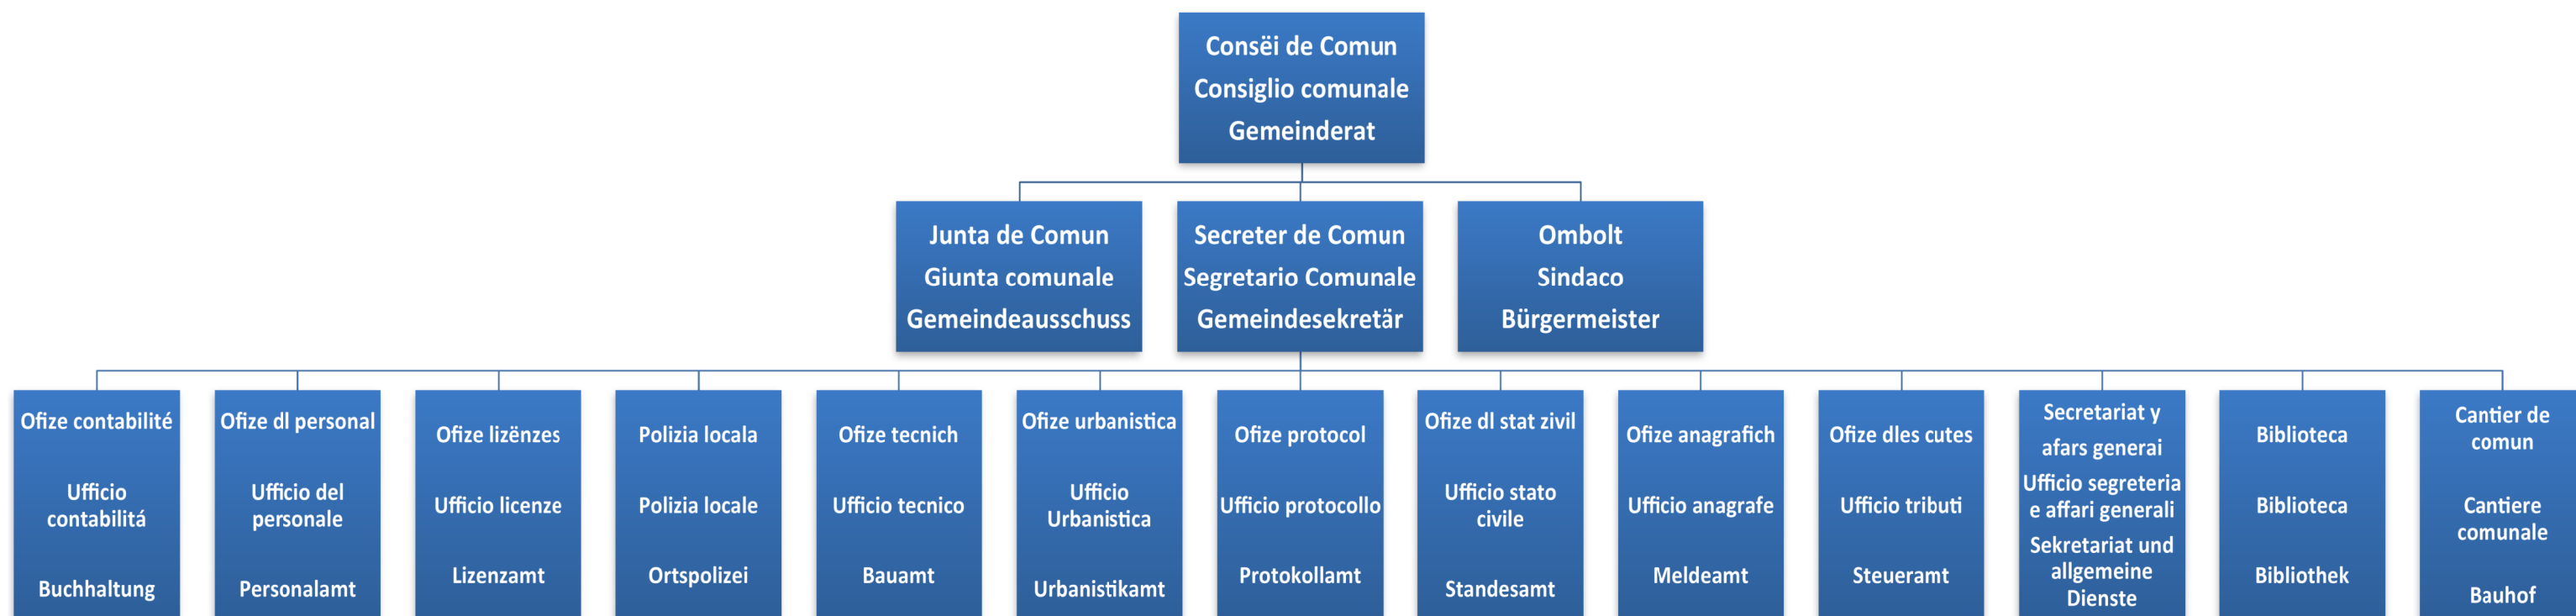 Consëi de Comun
Consiglio comunale
Gemeinderat
Junta de Comun
Giunta comunale
Gemeindeausschuss
Secreter de Comun
Segretario Comunale
Gemeindesekretär
Ombolt
Sindaco
Bürgermeister
Ofize contabilité
Ufficio
contabilitá
Buchhaltung
Ofize dl personal
Ufficio del
personale
Personalamt
Ofize lizënzes
Ufficio licenze
Lizenzamt
Polizia locala
Polizia locale
Ortspolizei
Ofize tecnich
Ufficio tecnico
Bauamt
Ofize urbanistica
Ufficio
Urbanistica
Urbanistikamt
Ofize protocol
Ufficio protocollo
Protokollamt
Ofize dl stat zivil
Ufficio stato
civile
Standesamt
Ofize anagrafich
Ufficio anagrafe
Meldeamt
Ofize dles cutes
Ufficio tributi
Steueramt
Secretariat y
afars generai
Ufficio segreteria
e affari generali
Sekretariat und
allgemeine
Dienste
Biblioteca
Biblioteca
Bibliothek
Cantier de
comun
Cantiere
comunale
Bauhof